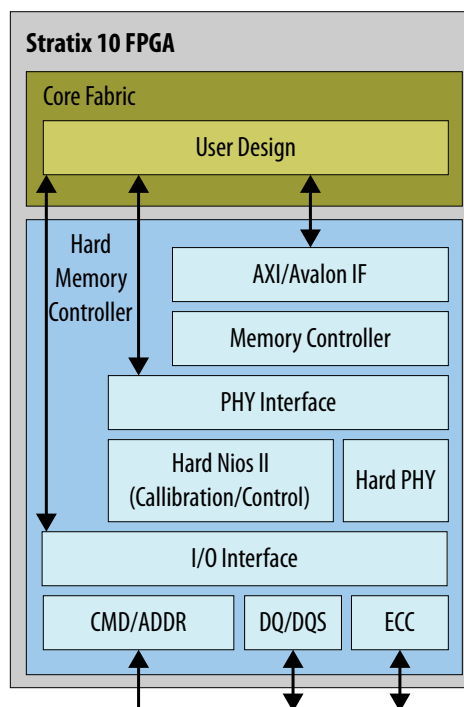 Stratix 10 FPGA
Core Fabric
User Design
Hard
Memory
Controller
AXI/Avalon IF
Memory Controller
PHY Interface
Hard Nios II
(Callibration/Control)
Hard PHY
I/O Interface
CMD/ADDR
DQ/DQS
ECC